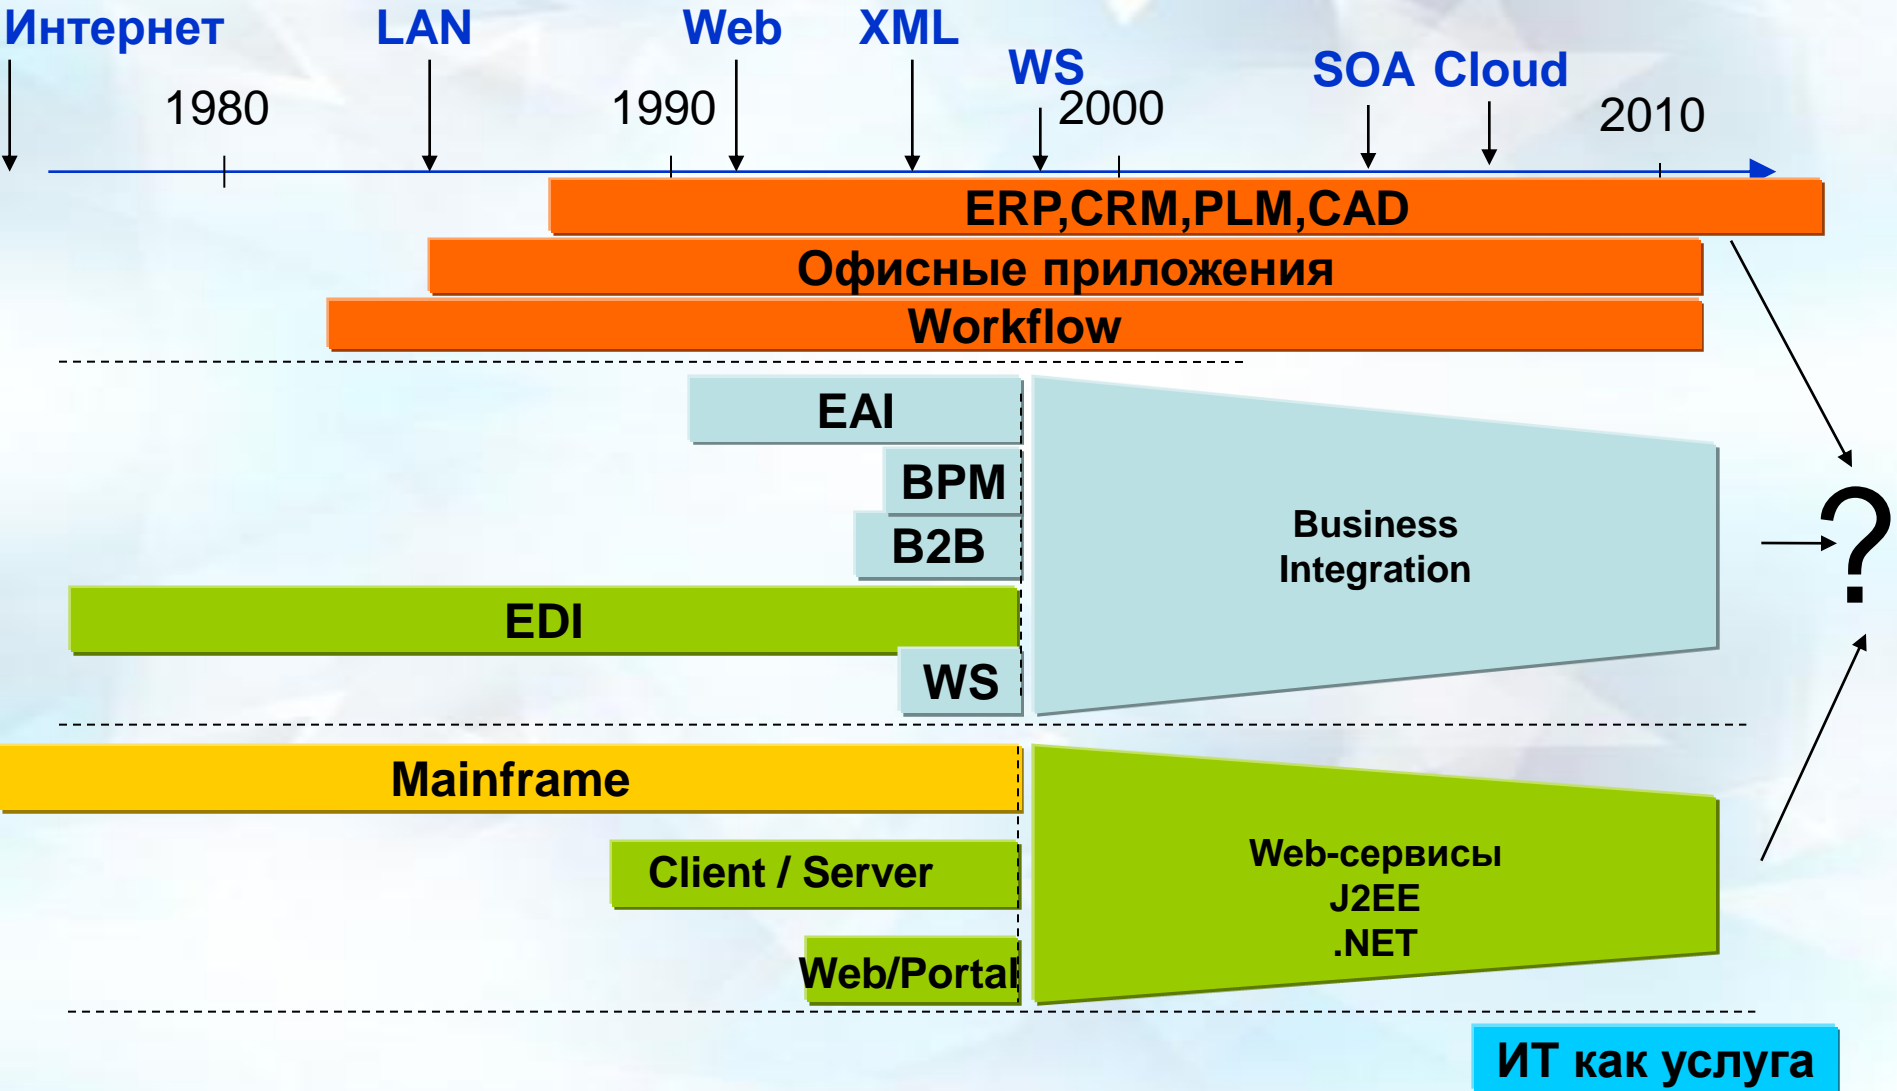 Интернет
LAN
Web
XML
WS
SOA
Cloud
1980
1990
2000
2010
ERP,CRM,PLM,CAD
Офисные приложения
Workflow
EAI
BPM
B2B
EDI
WS
Business
Integration
?
Mainframe
Client / Server
Web/Portal
Web-сервисы
J2EE
.NET
ИТ как услуга